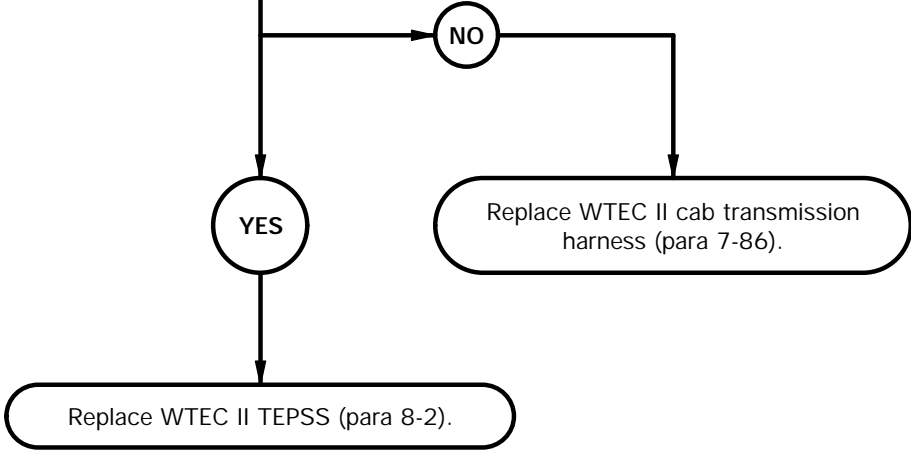 NO
YES
Replace WTEC II cab transmission
harness (para 7-86).
Replace WTEC II TEPSS (para 8-2).